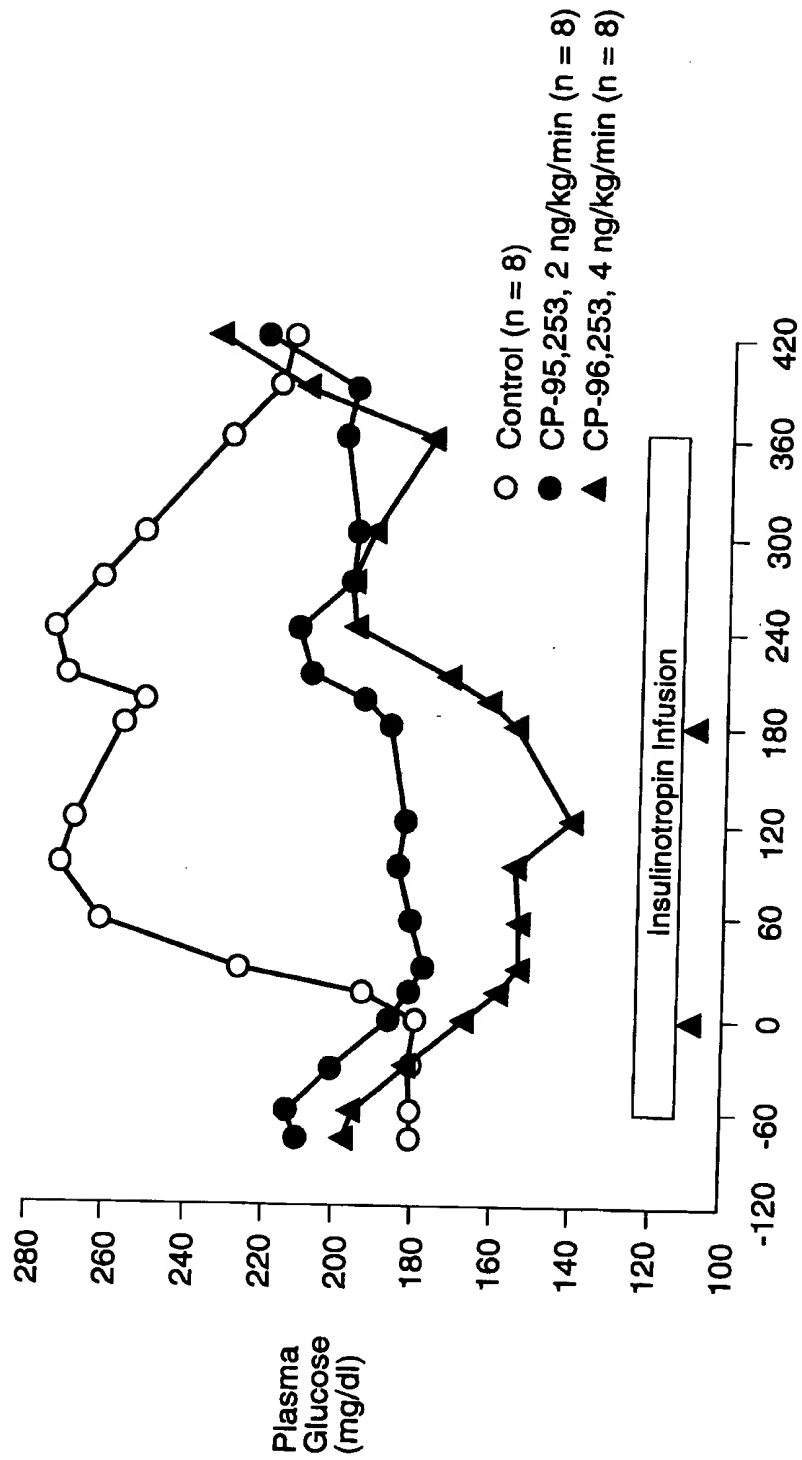 Plasma
Glucose
(mg/dl)
280
260
240
220
200
180
160
140
120
100
Insulinotropin Infusion
-120
-60
0
60
120
180
240
300
360
420
Control (n = 8)
CP-95,253, 2 ng/kg/min (n = 8)
CP-96,253, 4 ng/kg/min (n = 8)